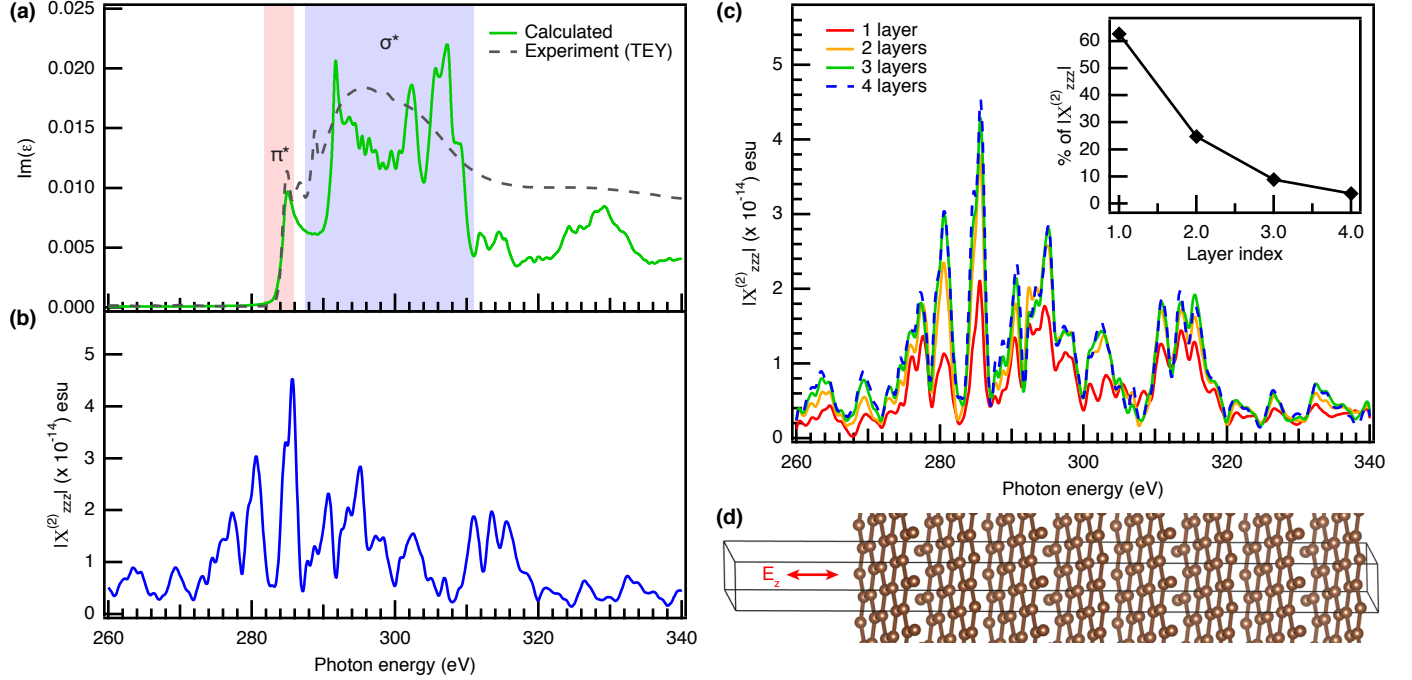 (a)
0.025
0.020
0.015
0.010
0.005
0.000
Im(ε)
π*
σ*
Calculated
Experiment (TEY)
(b)
5
4
3
2
1
0
|X⁽²⁾zzz| (x 10⁻¹⁴) esu
260
280
300
320
340
Photon energy (eV)
(c)
1 layer
2 layers
3 layers
4 layers
5
4
3
2
1
0
|X⁽²⁾zzz| (x 10⁻¹⁴) esu
260
280
300
320
340
Photon energy (eV)
60
50
40
30
20
10
0
% of |X⁽²⁾zzz|
1.0
2.0
3.0
4.0
Layer index
(d)
Ez